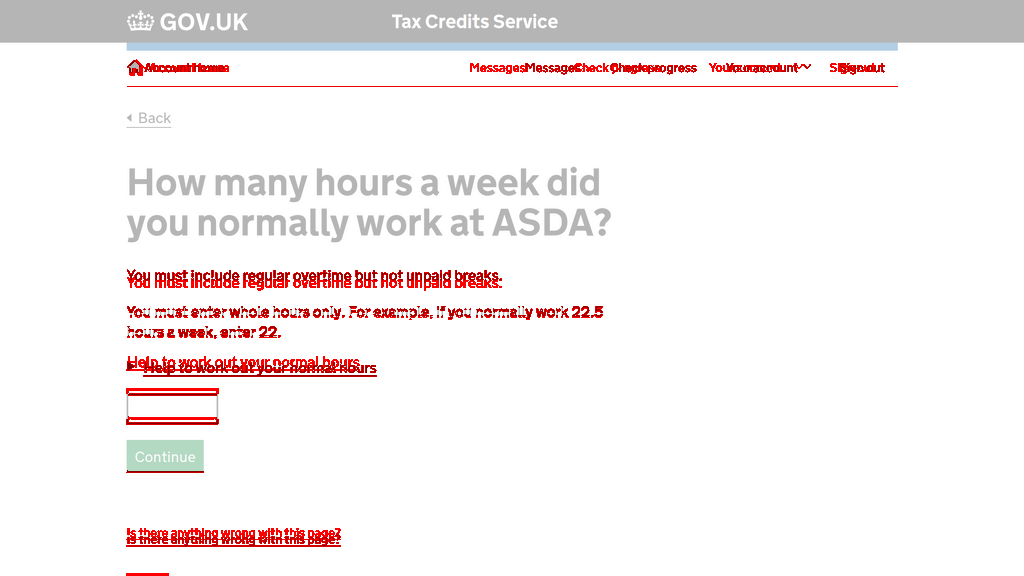 GOV.UK Tax Credits Service
Account Home Messages Check progress Your account Sign out
Back
How many hours a week did
you normally work at ASDA?
You must include regular overtime but not unpaid breaks.
You must enter whole hours only. For example, if you normally work 22.5
hours a week, enter 22.
Help to work out your normal hours
Continue
Is there anything wrong with this page?